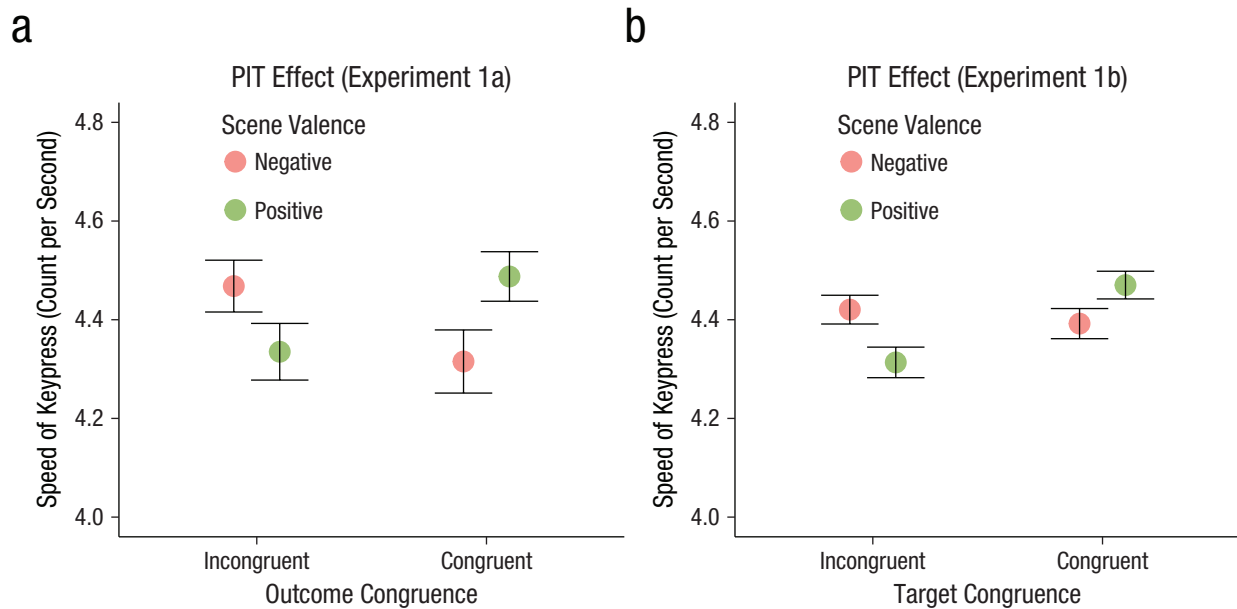 a
PIT Effect (Experiment 1a)
Speed of Keypress (Count per Second)
4.8
4.6
4.4
4.2
4.0
Scene Valence
Negative
Positive
Incongruent
Congruent
Outcome Congruence
b
PIT Effect (Experiment 1b)
Speed of Keypress (Count per Second)
4.8
4.6
4.4
4.2
4.0
Scene Valence
Negative
Positive
Incongruent
Congruent
Target Congruence